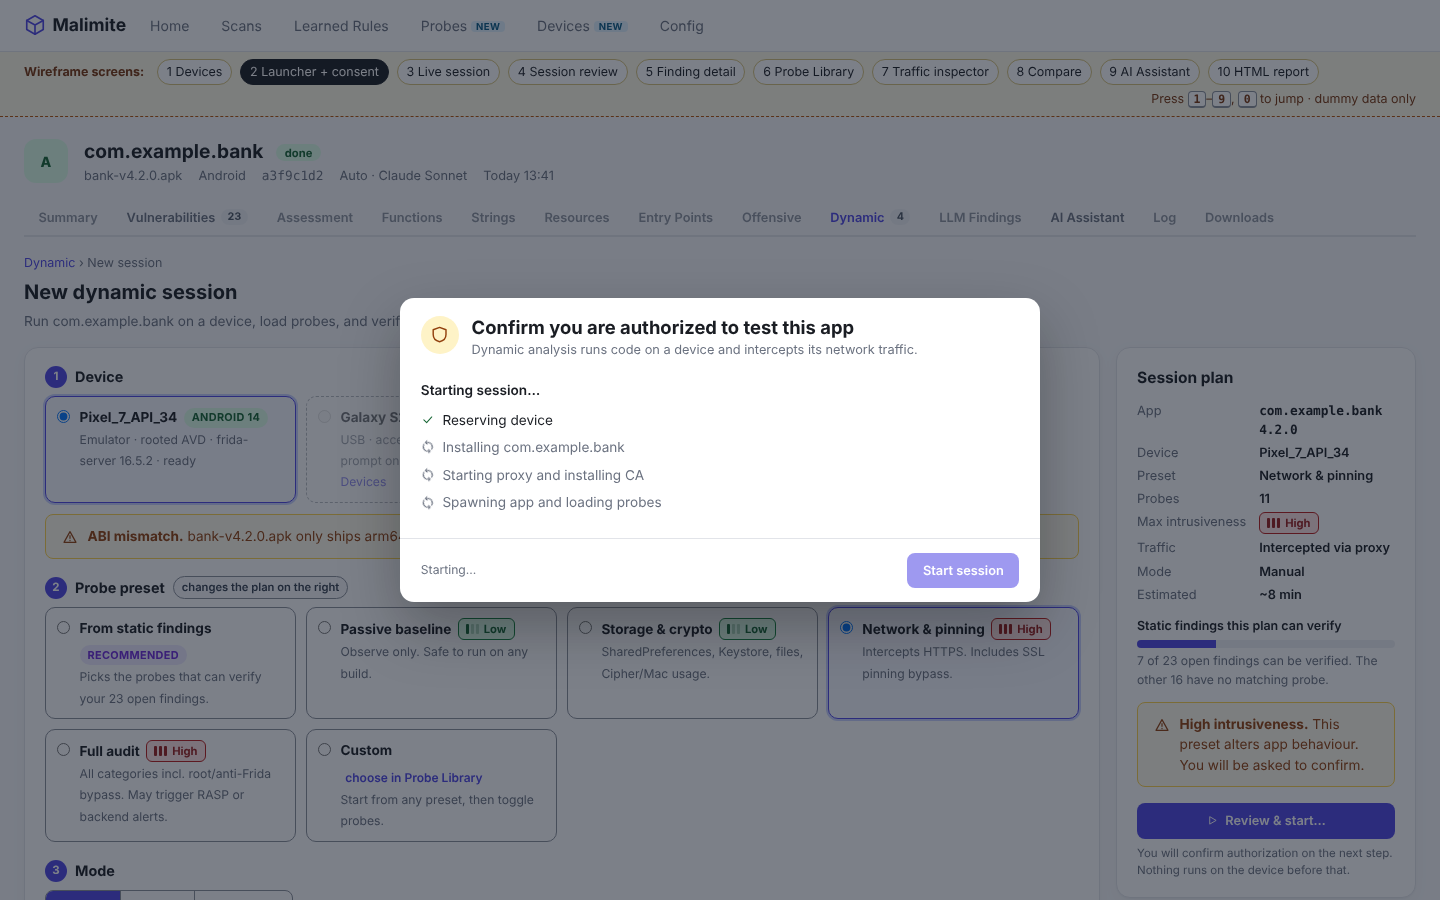 Malimite Home Scans Learned Rules Probes NEW Devices NEW Config
Wireframe screens: 1 Devices 2 Launcher + consent 3 Live session 4 Session review 5 Finding detail 6 Probe Library 7 Traffic inspector 8 Compare 9 AI Assistant 10 HTML report
Press 1–9, 0 to jump · dummy data only
A
com.example.bank done
bank-v4.2.0.apk Android a3f9c1d2 Auto · Claude Sonnet Today 13:41
Summary Vulnerabilities 23 Assessment Functions Strings Resources Entry Points Offensive Dynamic 4 LLM Findings AI Assistant Log Downloads
Dynamic › New session
New dynamic session
Run com.example.bank on a device, load probes, and verif
Confirm you are authorized to test this app
Dynamic analysis runs code on a device and intercepts its network traffic.
Starting session...
Reserving device
Installing com.example.bank
Starting proxy and installing CA
Spawning app and loading probes
Starting...
Start session
1 Device
Pixel_7_API_34 ANDROID 14
Emulator · rooted AVD · frida-
server 16.5.2 · ready
Galaxy S2
USB · acce
prompt on
Devices
ABI mismatch. bank-v4.2.0.apk only ships arm6
2 Probe preset changes the plan on the right
From static findings
RECOMMENDED
Picks the probes that can verify
your 23 open findings.
Passive baseline Low
Observe only. Safe to run on any
build.
Storage & crypto Low
SharedPreferences, Keystore, files,
Cipher/Mac usage.
Network & pinning High
Intercepts HTTPS. Includes SSL
pinning bypass.
Full audit High
All categories incl. root/anti-Frida
bypass. May trigger RASP or
backend alerts.
Custom
choose in Probe Library
Start from any preset, then toggle
probes.
3 Mode
Session plan
App com.example.bank
4.2.0
Device Pixel_7_API_34
Preset Network & pinning
Probes 11
Max intrusiveness High
Traffic Intercepted via proxy
Mode Manual
Estimated ~8 min
Static findings this plan can verify
7 of 23 open findings can be verified. The
other 16 have no matching probe.
High intrusiveness. This
preset alters app behaviour.
You will be asked to confirm.
Review & start...
You will confirm authorization on the next step.
Nothing runs on the device before that.